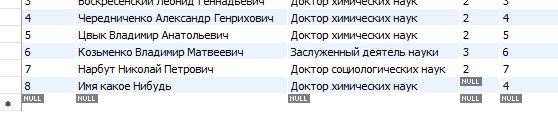 3 Воскресенский Леонид Геннадьевич Доктор химических наук 2 3
4 Чередниченко Александр Генрихович Доктор химических наук 2 4
5 Цвык Владимир Анатольевич Доктор химических наук 2 5
6 Козьменко Владимир Матвеевич Заслуженный деятель науки 3 6
7 Нарбут Николай Петрович Доктор социологических наук 2 7
8 Имя какое Нибудь Доктор химических наук NULL 4
NULL NULL NULL NULL NULL